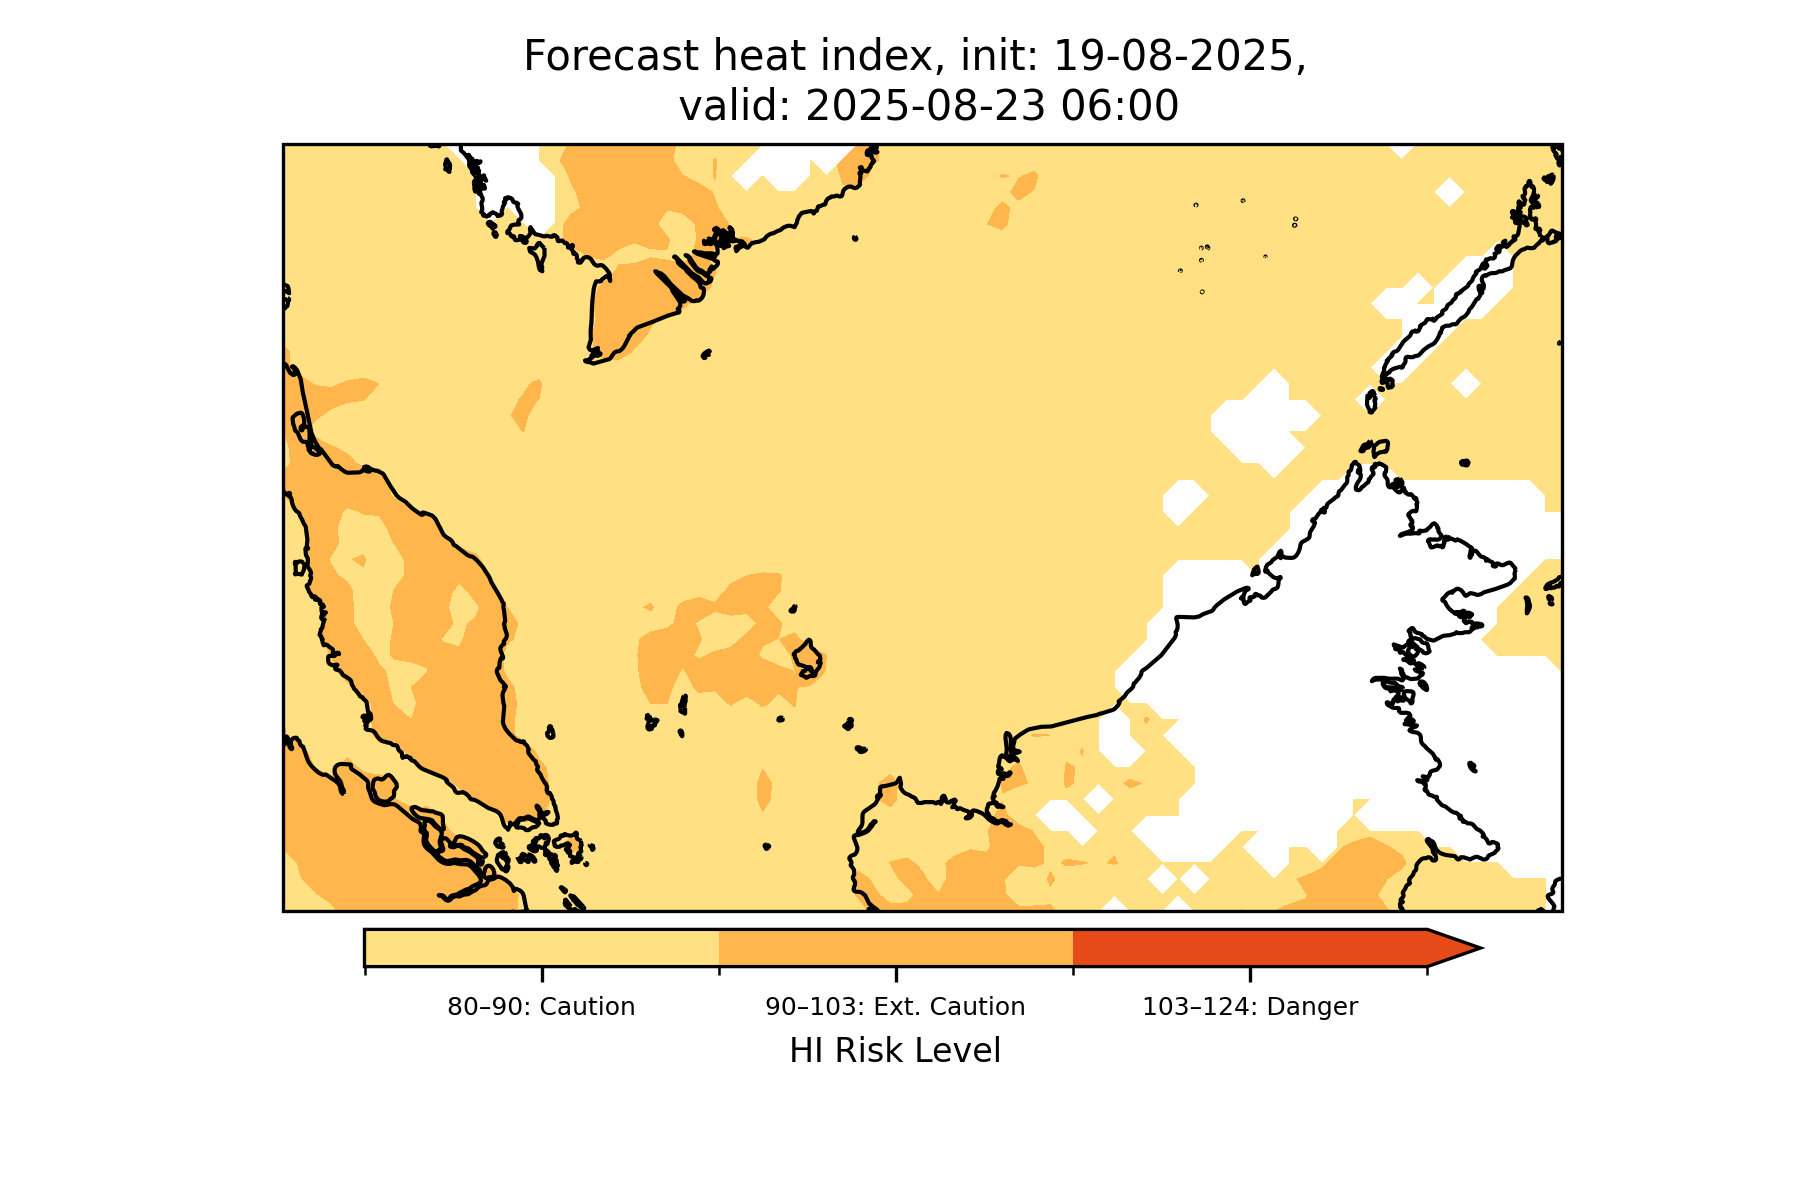 Forecast heat index, init: 19-08-2025,
valid: 2025-08-23 06:00
80–90: Caution
90–103: Ext. Caution
103–124: Danger
HI Risk Level